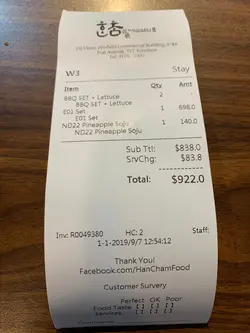 W3 Stay
Item Qty Amt
BBQ SET + Lettuce 2 -
BBQ SET + Lettuce
E01 Set 1 698.0
E01 Set
ND22 Pineapple Soju 1 140.0
ND22 Pineapple Soju
Sub Ttl: $838.0
SrvChg: $83.8
Total: $922.0
Inv: R0049380 HC: 2 Staff:
1-1-2019/9/7 12:54:12
Thank You!
Facebook.com/HanChamFood
Customer Survery
Perfect OK Poor
Food Taste
Services